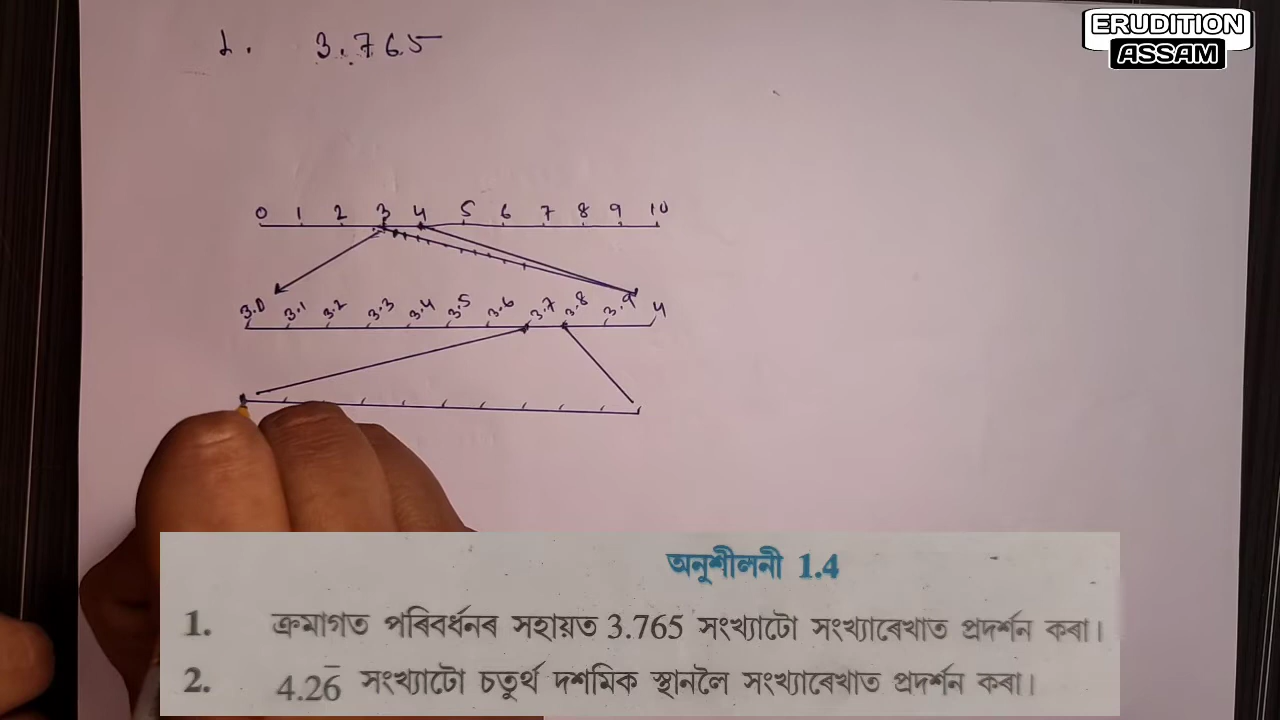 ERUDITION
ASSAM
1. 3.765
0 1 2 3 4 5 6 7 8 9 10
3.0 3.1 3.2 3.3 3.4 3.5 3.6 3.7 3.8 3.9 4
অনুশীলনী 1.4
1. ক্ৰমাগত পৰিবৰ্ধনৰ সহায়ত 3.765 সংখ্যাটো সংখ্যাৰেখাত প্ৰদৰ্শন কৰা।
2. 4.26̅ সংখ্যাটো চতুৰ্থ দশমিক স্থানলৈ সংখ্যাৰেখাত প্ৰদৰ্শন কৰা।